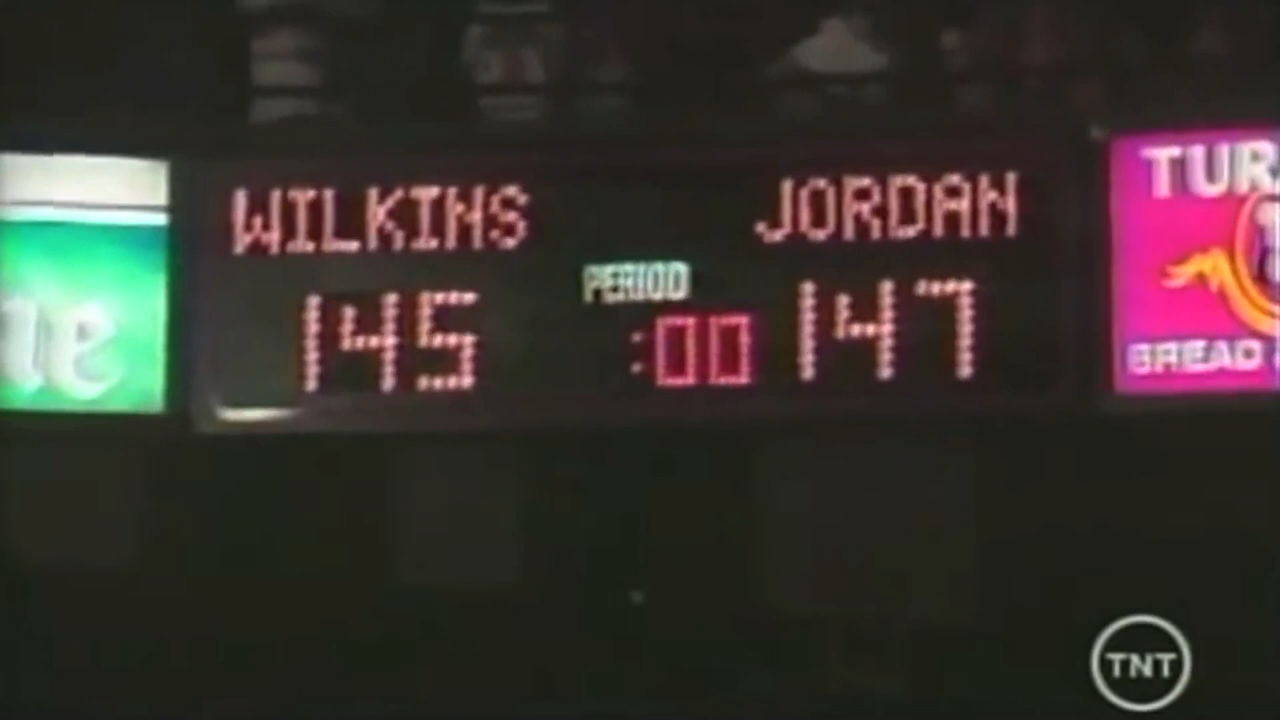 WILKINS JORDAN
PERIOD
145 :00 147
TUR
BREAD
TNT